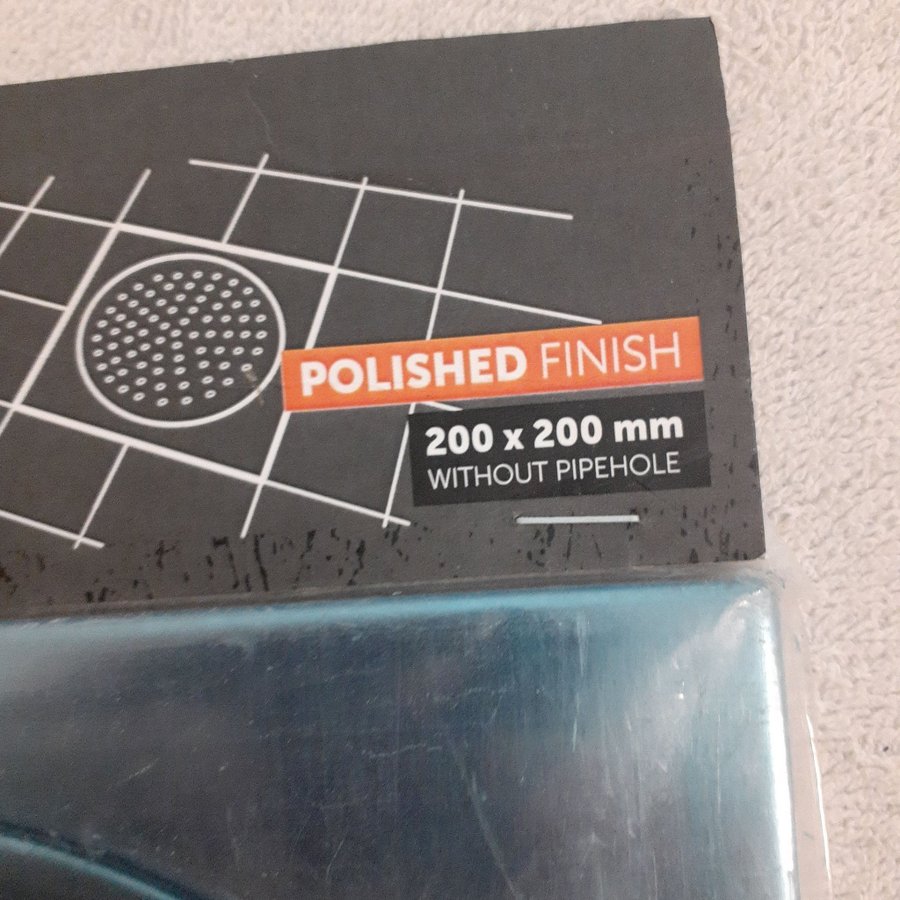 POLISHED FINISH
200 x 200 mm
WITHOUT PIPEHOLE